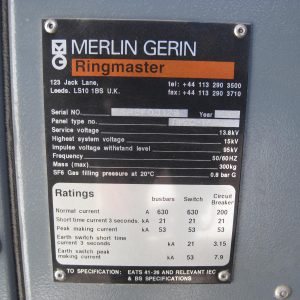 MERLIN GERIN
Ringmaster
123 Jack Lane,
Leeds. LS10 1BS U.K.
tel: +44 113 290 3500
fax: +44 113 290 3710
Serial NO Year
Panel type
Service voltage 13.8kV
Highest system voltage 15kV
Impulse voltage withstand level 95kV
Frequency 50/60HZ
Mass (max) 300kg
SF6 Gas filling pressure at 20°C
Ratings
busbars Switch Circuit Breaker
Normal current A 630 630 200
Short time current 3 seconds kA 21 21 21
Peak making current kA 53 53 53
Earth switch short time current 3 seconds kA 21 3.15
Earth switch peak making current kA 53 7.9
TO SPECIFICATION: EATS 41-26 AND RELEVANT IEC
& BS SPECIFICATIONS